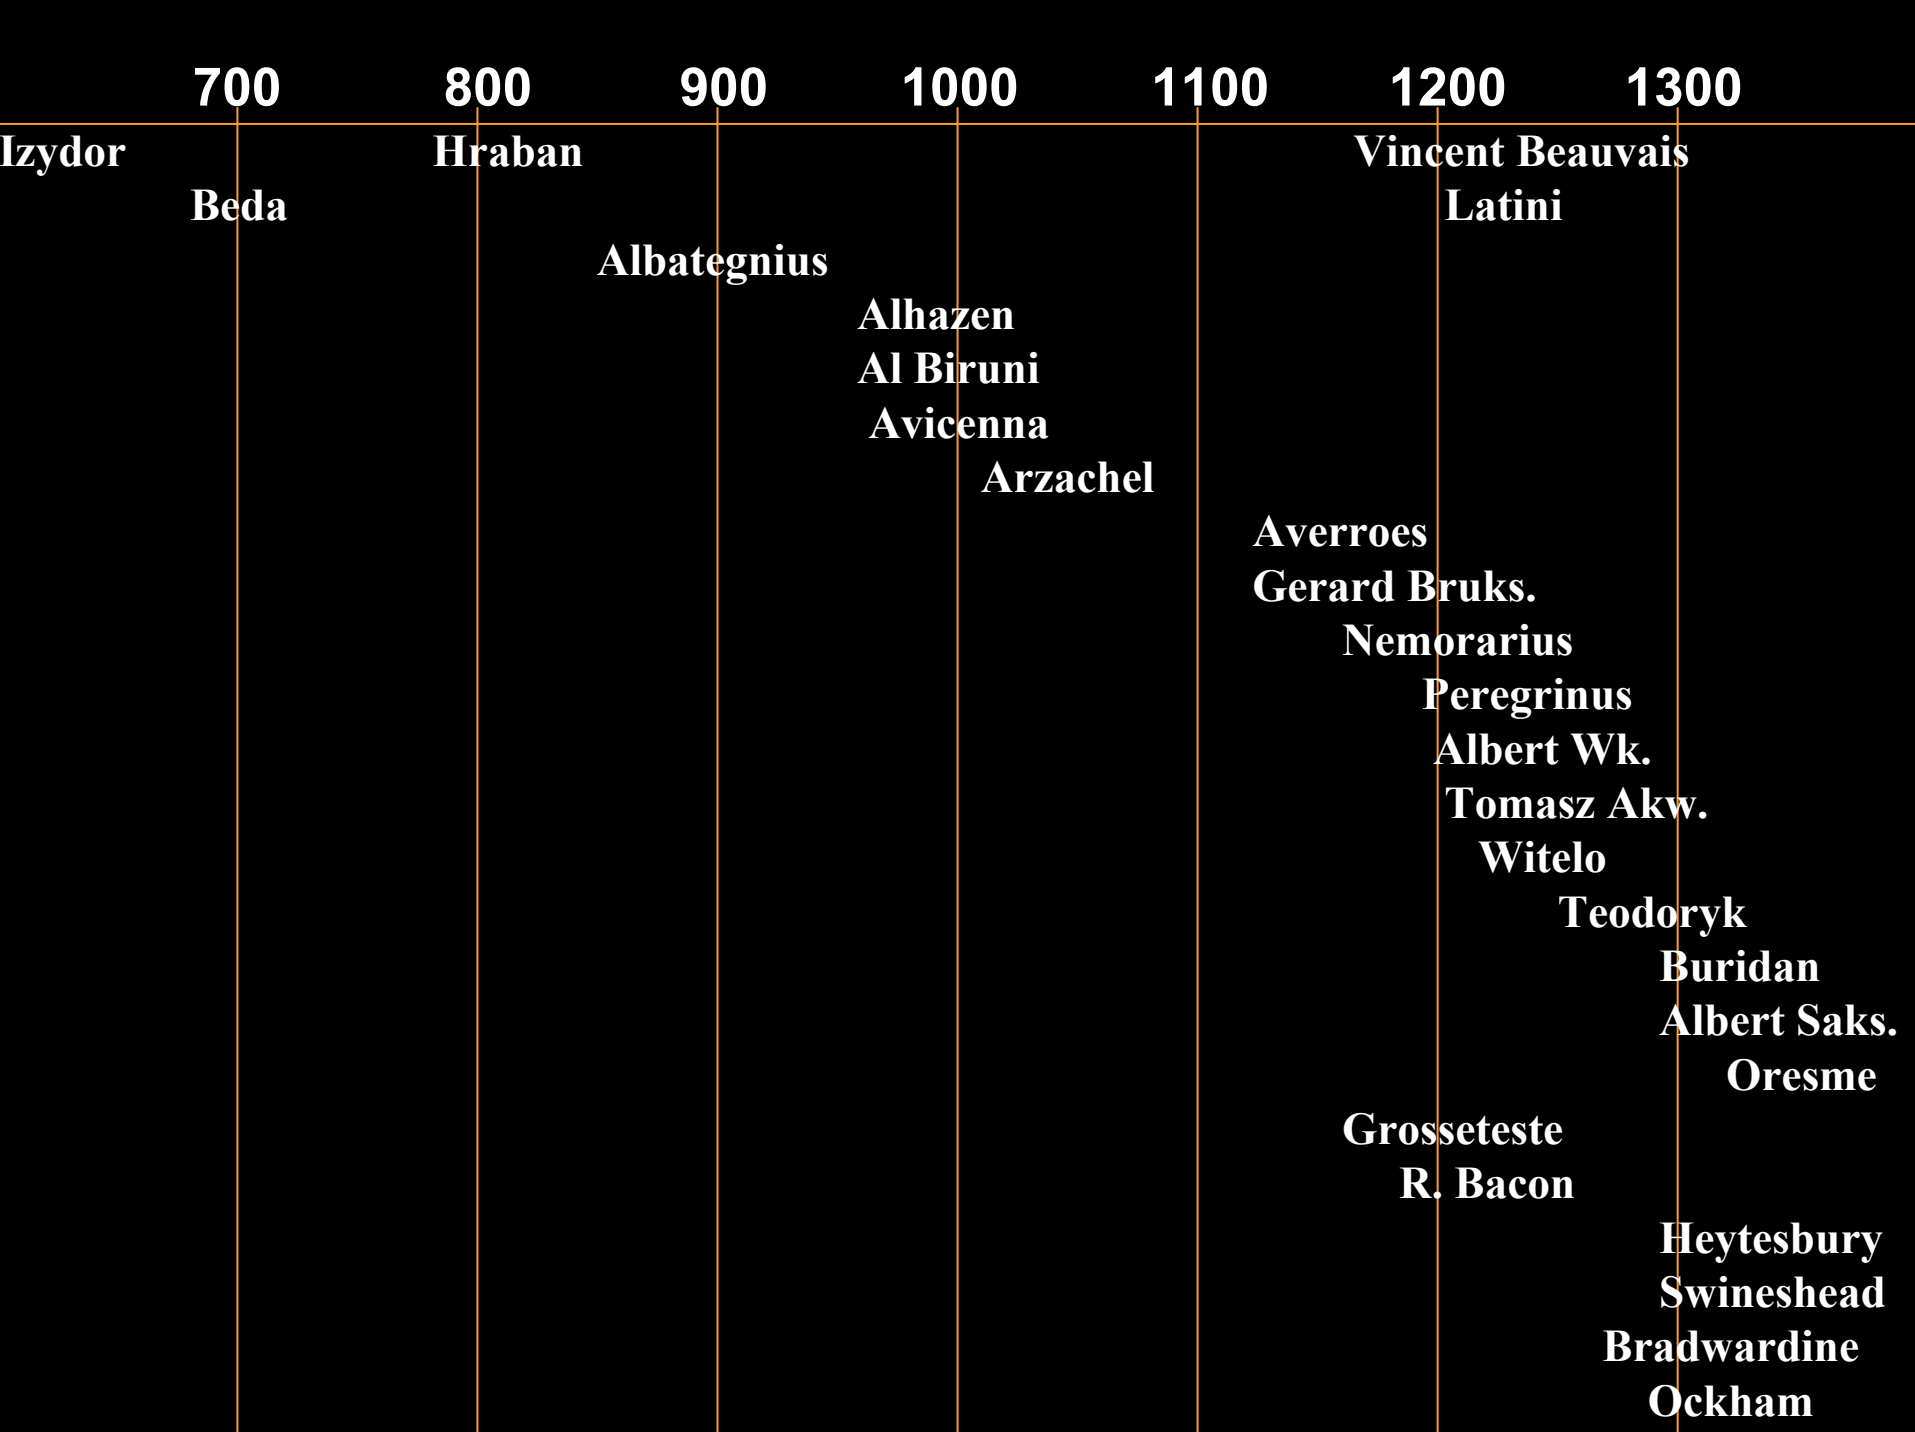 700 800 900 1000 1100 1200 1300
Izydor Hraban Vincent Beauvais
Beda Latini
Albategnius
Alhazen
Al Biruni
Avicenna
Arzachel
Averroes
Gerard Bruks.
Nemorarius
Peregrinus
Albert Wk.
Tomasz Akw.
Witelo
Teodoryk
Buridan
Albert Saks.
Oresme
Grosseteste
R. Bacon
Heytesbury
Swineshead
Bradwardine
Ockham